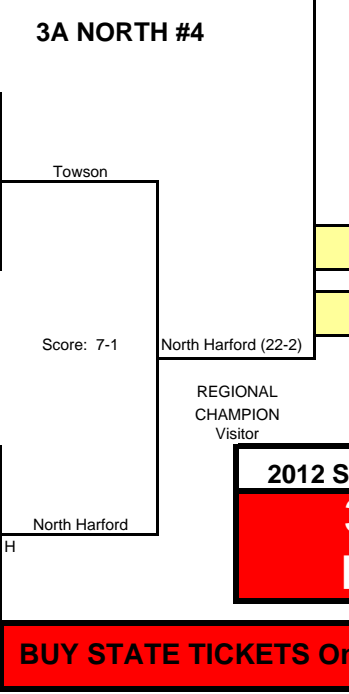 3A NORTH #4
Towson
Score: 7-1
North Harford (22-2)
REGIONAL
CHAMPION
Visitor
2012 S
North Harford
H
BUY STATE TICKETS